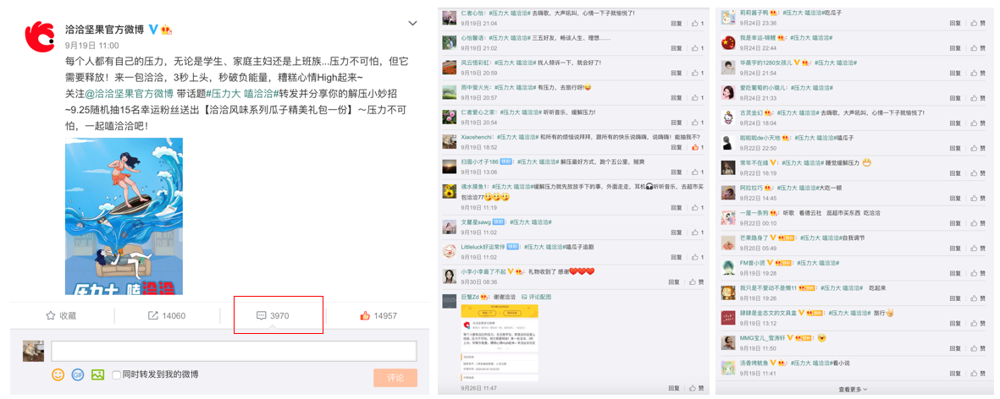 洽洽坚果官方微博
9月19日 11:00
每个人都有自己的压力，无论是学生、家庭主妇还是上班族...压力不可怕，但它
需要释放！来一包洽洽，3秒上头，秒破负能量，糟糕心情High起来~
关注@洽洽坚果官方微博 带话题#压力大 嗑洽洽#转发并分享你的解压小妙招
~9.25随机抽15名幸运粉丝送出【洽洽风味系列瓜子精美礼包一份】～压力不可
怕，一起嗑洽洽吧！
压力大 嗑洽洽
收藏
14060
3970
14957
同时转发到我的微博
评论
仁者心怡：#压力大 嗑洽洽# 去嗨歌，大声吼叫，心情一下子就愉悦了!
9月19日 21:04
回复 1
心怡馨语：#压力大 嗑洽洽# 三五好友，畅谈人生、理想……
9月19日 21:02
回复 1
风云悟彩虹：#压力大 嗑洽洽# 找人倾诉一下，就会好了!
9月19日 20:59
回复 1
雨中萤火光：#压力大 嗑洽洽# 有压力，去旅行呀!
9月19日 20:57
回复 1
仁者爱心之家：#压力大 嗑洽洽# 听听音乐，缓解压力!
9月19日 20:54
回复 1
Xiaoshenchi：#压力大 嗑洽洽# 和所有的烦恼说拜拜，跟所有的快乐说嗨嗨，说嗨嗨！能抽我不?
9月19日 18:52
回复 1
扫眉小才子186 铁粉：#压力大 嗑洽洽# 解压最好方式，跑个五公里，贼爽
9月19日 13:06
回复 1
魂水摸鱼1：#压力大 嗑洽洽#缓解压力就先放放手下的事，外面走走，耳机听听音乐，去超市买
包洽洽77
9月19日 11:19
回复 1
文瞿星sawg 铁粉：#压力大 嗑洽洽#
9月19日 11:02
回复 1
Littleluck好运常伴 铁粉：#压力大 嗑洽洽#嗑瓜子追剧
9月19日 11:02
回复 1
小李小李最了不起：礼物收到了 感谢
9月30日 08:36
回复 赞
巨蟹Zd：谢谢洽洽 评论配图
9月26日 11:47
回复 赞
莉莉酱子鸭：#压力大 嗑洽洽#吃瓜子
9月24日 23:36
回复 赞
我是幸运-锦鲤：#压力大 嗑洽洽#
9月24日 22:44
回复 赞
华晨宇的1280女孩儿：#压力大 嗑洽洽#
9月24日 21:54
回复 赞
爱吃葡萄的小璐儿：#压力大 嗑洽洽#
9月24日 21:33
回复 赞
古灵金幻：#压力大 嗑洽洽# 去嗨歌，大声吼叫，心情一下子就愉悦了!
9月24日 18:04
回复 赞
啦啦啦de小天地：#压力大 嗑洽洽#嗑瓜子
9月22日 22:50
回复 赞
常年不在線：#压力大 嗑洽洽# 睡觉缓解压力
9月22日 16:19
回复 赞
阿拉拉巧：#压力大 嗑洽洽#大吃一顿
9月22日 14:45
回复 赞
一屋一条狗：听歌 看德云社 逛超市买东西 吃洽洽
9月22日 00:10
回复 赞
芒果隐身了：#压力大 嗑洽洽#自我调节
9月20日 05:49
回复 赞
FM曾小贤：#压力大 嗑洽洽#
9月19日 19:28
回复 赞
我只是不爱动不是懒11：#压力大 嗑洽洽# 吃起来
9月19日 19:26
回复 赞
肆肆是金志文的文具盒：#压力大 嗑洽洽# 旅行
9月19日 13:12
回复 赞
MMG宝儿_雪涛轩：
9月19日 11:50
回复 赞
汤香烤鱿鱼：#压力大 嗑洽洽#看小说
9月19日 11:41
回复 赞
查看更多